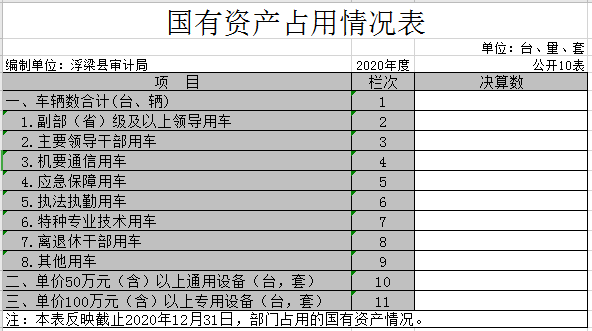 国有资产占用情况表
单位：台、量、套
编制单位：浮梁县审计局 2020年度 公开10表
项 目 栏次 决算数
一、车辆数合计(台、辆) 1
1.副部（省）级及以上领导用车 2
2.主要领导干部用车 3
3.机要通信用车 4
4.应急保障用车 5
5.执法执勤用车 6
6.特种专业技术用车 7
7.离退休干部用车 8
8.其他用车 9
二、单价50万元（含）以上通用设备（台，套） 10
三、单价100万元（含）以上专用设备（台，套） 11
注：本表反映截止2020年12月31日，部门占用的国有资产情况。